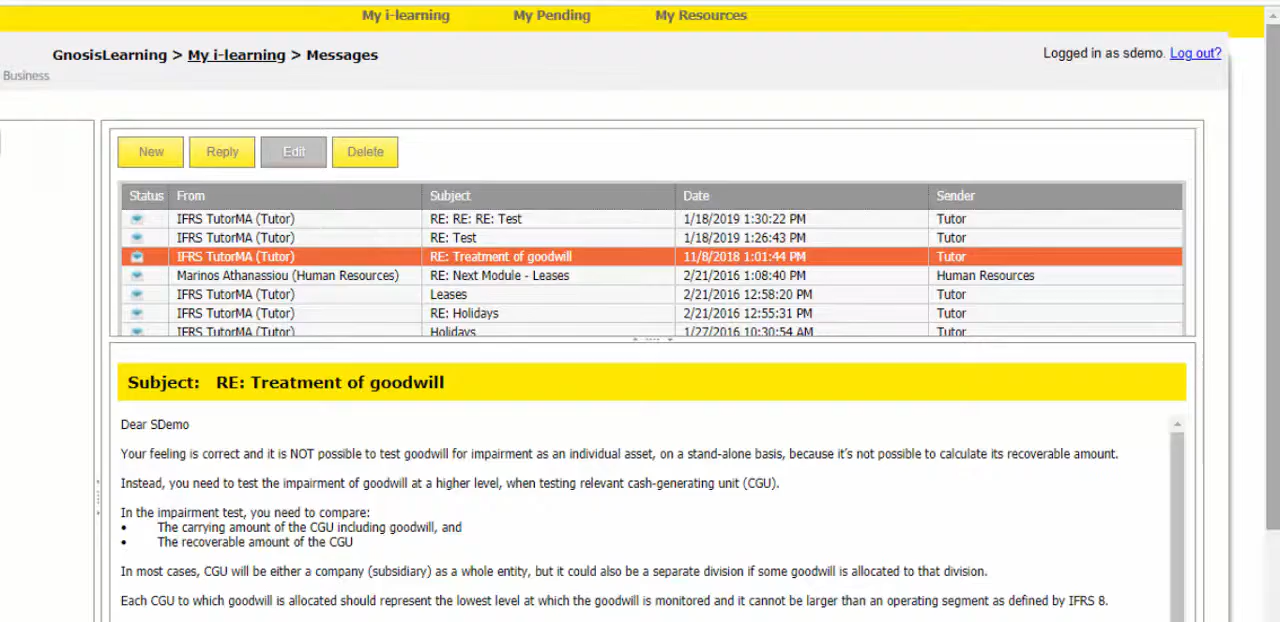 My i-learning My Pending My Resources
GnosisLearning > My i-learning > Messages
Logged in as sdemo. Log out?
Business
New Reply Edit Delete
Status From Subject Date Sender
IFRS TutorMA (Tutor) RE: RE: RE: Test 1/18/2019 1:30:22 PM Tutor
IFRS TutorMA (Tutor) RE: Test 1/18/2019 1:26:43 PM Tutor
IFRS TutorMA (Tutor) RE: Treatment of goodwill 11/8/2018 1:01:44 PM Tutor
Marinos Athanassiou (Human Resources) RE: Next Module - Leases 2/21/2016 1:08:40 PM Human Resources
IFRS TutorMA (Tutor) Leases 2/21/2016 12:58:20 PM Tutor
IFRS TutorMA (Tutor) RE: Holidays 2/21/2016 12:55:31 PM Tutor
IFRS TutorMA (Tutor) Holidays 1/27/2016 10:30:54 AM Tutor
Subject: RE: Treatment of goodwill
Dear SDemo
Your feeling is correct and it is NOT possible to test goodwill for impairment as an individual asset, on a stand-alone basis, because it's not possible to calculate its recoverable amount.
Instead, you need to test the impairment of goodwill at a higher level, when testing relevant cash-generating unit (CGU).
In the impairment test, you need to compare:
• The carrying amount of the CGU including goodwill, and
• The recoverable amount of the CGU
In most cases, CGU will be either a company (subsidiary) as a whole entity, but it could also be a separate division if some goodwill is allocated to that division.
Each CGU to which goodwill is allocated should represent the lowest level at which the goodwill is monitored and it cannot be larger than an operating segment as defined by IFRS 8.